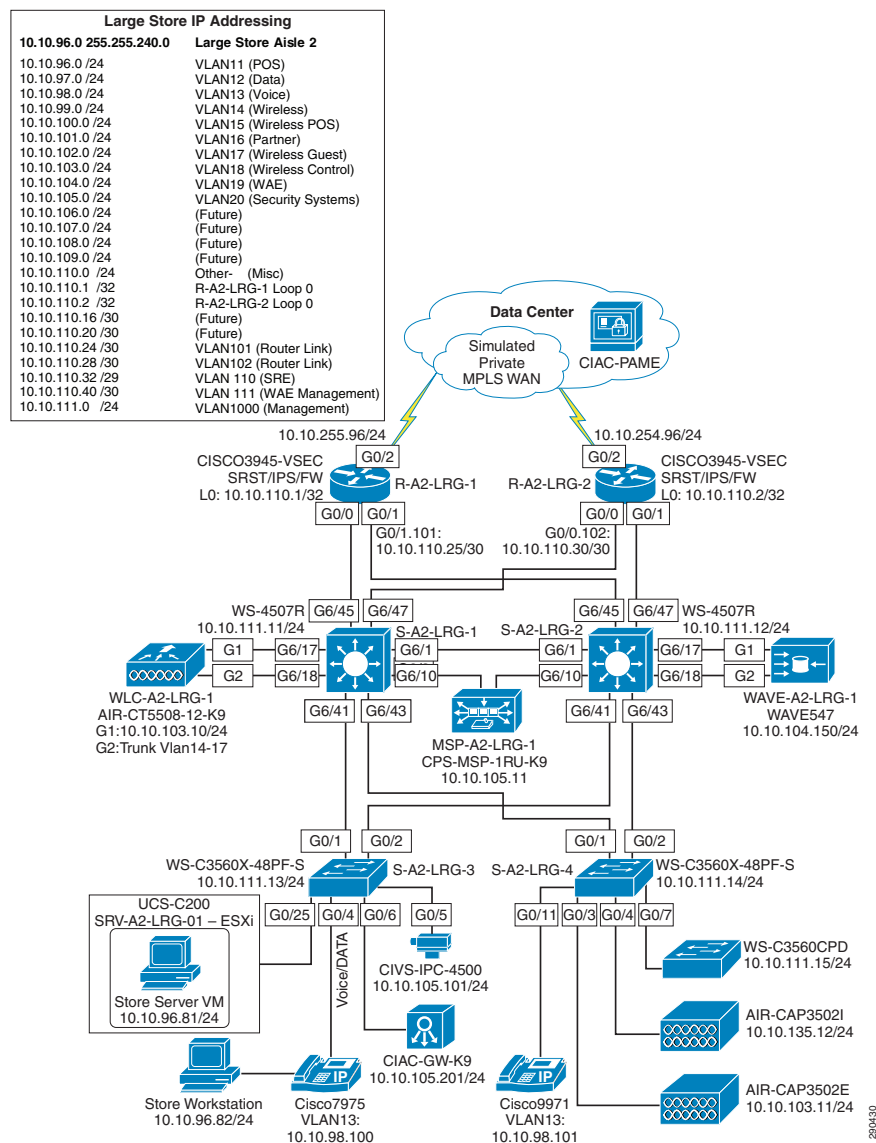 Large Store IP Addressing
10.10.96.0 255.255.240.0 Large Store Aisle 2
10.10.96.0 /24 VLAN11 (POS)
10.10.97.0 /24 VLAN12 (Data)
10.10.98.0 /24 VLAN13 (Voice)
10.10.99.0 /24 VLAN14 (Wireless)
10.10.100.0 /24 VLAN15 (Wireless POS)
10.10.101.0 /24 VLAN16 (Partner)
10.10.102.0 /24 VLAN17 (Wireless Guest)
10.10.103.0 /24 VLAN18 (Wireless Control)
10.10.104.0 /24 VLAN19 (WAE)
10.10.105.0 /24 VLAN20 (Security Systems)
10.10.106.0 /24 (Future)
10.10.107.0 /24 (Future)
10.10.108.0 /24 (Future)
10.10.109.0 /24 (Future)
10.10.110.0 /24 Other- (Misc)
10.10.110.1 /32 R-A2-LRG-1 Loop 0
10.10.110.2 /32 R-A2-LRG-2 Loop 0
10.10.110.16 /30 (Future)
10.10.110.20 /30 (Future)
10.10.110.24 /30 VLAN101 (Router Link)
10.10.110.28 /30 VLAN102 (Router Link)
10.10.110.32 /29 VLAN 110 (SRE)
10.10.110.40 /30 VLAN 111 (WAE Management)
10.10.111.0 /24 VLAN1000 (Management)
Data Center
Simulated
Private
MPLS WAN
CIAC-PAME
10.10.255.96/24
10.10.254.96/24
G0/2
G0/2
CISCO3945-VSEC
SRST/IPS/FW
L0: 10.10.110.1/32
R-A2-LRG-1
R-A2-LRG-2
CISCO3945-VSEC
SRST/IPS/FW
L0: 10.10.110.2/32
G0/0
G0/1
G0/0
G0/1
G0/1.101:
10.10.110.25/30
G0/0.102:
10.10.110.30/30
WS-4507R
10.10.111.11/24
G6/45
G6/47
G6/45
G6/47
WS-4507R
10.10.111.12/24
S-A2-LRG-1
S-A2-LRG-2
G1
G6/17
G6/1
G6/1
G6/17
G1
G2
G6/18
G6/10
G6/10
G6/18
G2
WLC-A2-LRG-1
AIR-CT5508-12-K9
G1:10.10.103.10/24
G2:Trunk Vlan14-17
G6/41
G6/43
MSP-A2-LRG-1
CPS-MSP-1RU-K9
10.10.105.11
G6/41
G6/43
WAVE-A2-LRG-1
WAVE547
10.10.104.150/24
G0/1
G0/2
G0/1
G0/2
WS-C3560X-48PF-S
10.10.111.13/24
S-A2-LRG-3
S-A2-LRG-4
WS-C3560X-48PF-S
10.10.111.14/24
UCS-C200
SRV-A2-LRG-01 – ESXi
G0/25
G0/4
G0/6
G0/5
G0/11
G0/3
G0/4
G0/7
Store Server VM
10.10.96.81/24
Voice/DATA
CIVS-IPC-4500
10.10.105.101/24
WS-C3560CPD
10.10.111.15/24
CIAC-GW-K9
10.10.105.201/24
AIR-CAP3502I
10.10.135.12/24
Store Workstation
10.10.96.82/24
IP
Cisco7975
VLAN13:
10.10.98.100
IP
Cisco9971
VLAN13:
10.10.98.101
AIR-CAP3502E
10.10.103.11/24
290430